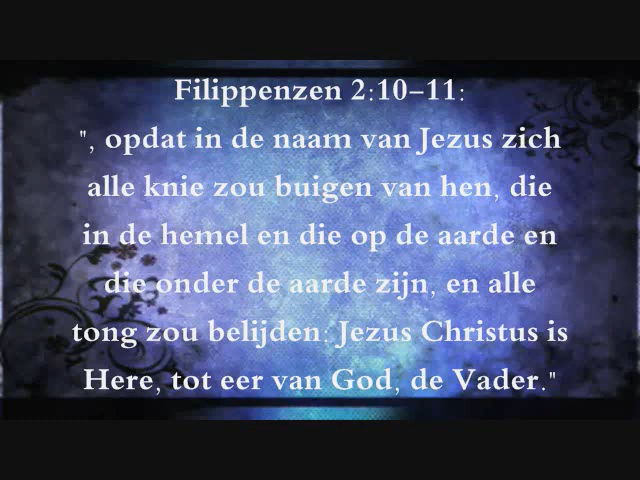 Filippenzen 2:10-11:
", opdat in de naam van Jezus zich
alle knie zou buigen van hen, die
in de hemel en die op de aarde en
die onder de aarde zijn, en alle
tong zou belijden: Jezus Christus is
Here, tot eer van God, de Vader."